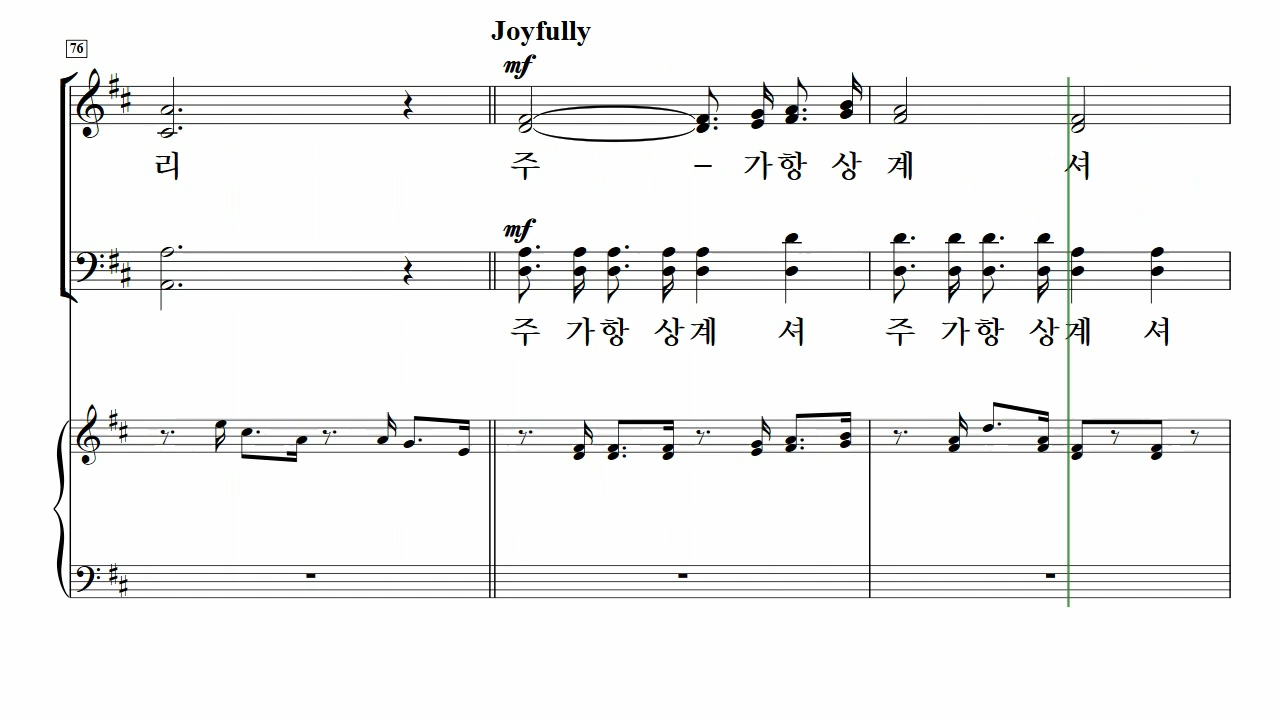 Joyfully
76
mf
리 주 - 가 항 상 계 셔
mf
주 가 항 상 계 셔 주 가 항 상 계 셔